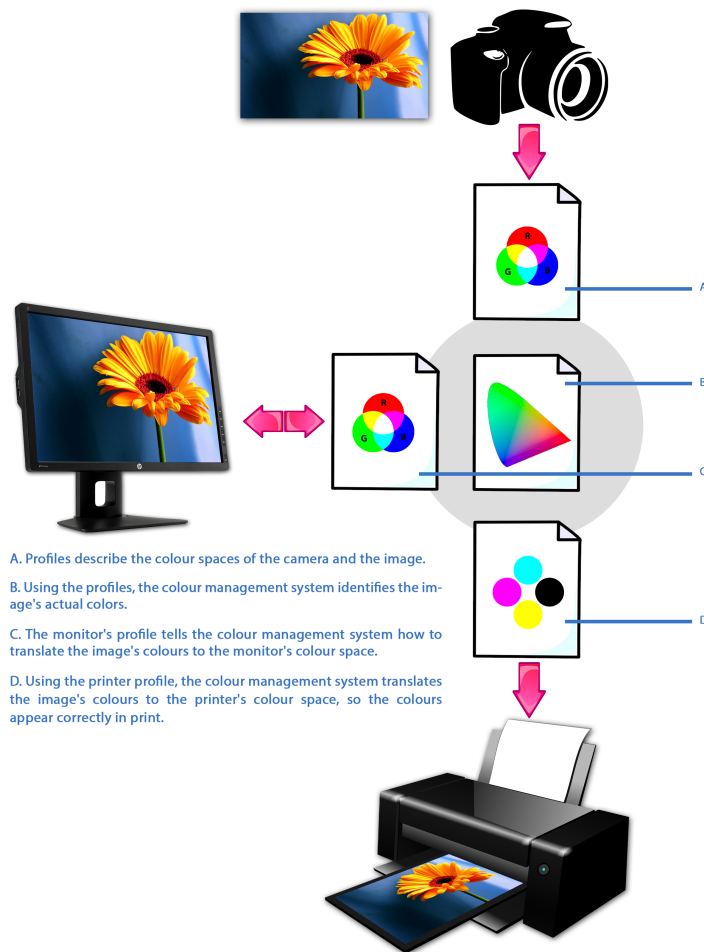 R
G
B
A
B
R
G
B
C
A. Profiles describe the colour spaces of the camera and the image.
B. Using the profiles, the colour management system identifies the im-
age's actual colors.
C. The monitor's profile tells the colour management system how to
translate the image's colours to the monitor's colour space.
D. Using the printer profile, the colour management system translates
the image's colours to the printer's colour space, so the colours
appear correctly in print.
D
hp